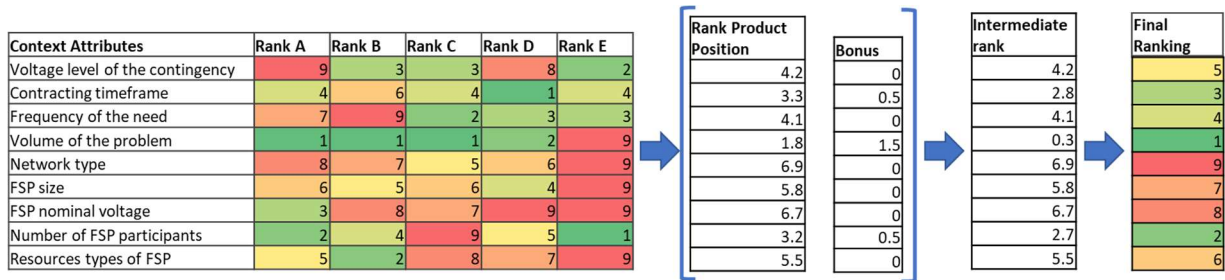 Context Attributes Rank A Rank B Rank C Rank D Rank E
Voltage level of the contingency 9 3 3 8 2
Contracting timeframe 4 6 4 1 4
Frequency of the need 7 9 2 3 3
Volume of the problem 1 1 1 2 9
Network type 8 7 5 6 9
FSP size 6 5 6 4 9
FSP nominal voltage 3 8 7 9 9
Number of FSP participants 2 4 9 5 1
Resources types of FSP 5 2 8 7 9
Rank Product
Position
4.2
3.3
4.1
1.8
6.9
5.8
6.7
3.2
5.5
Bonus
0
0.5
0
1.5
0
0
0
0.5
0
Intermediate
rank
4.2
2.8
4.1
0.3
6.9
5.8
6.7
2.7
5.5
Final
Ranking
5
3
4
1
9
7
8
2
6